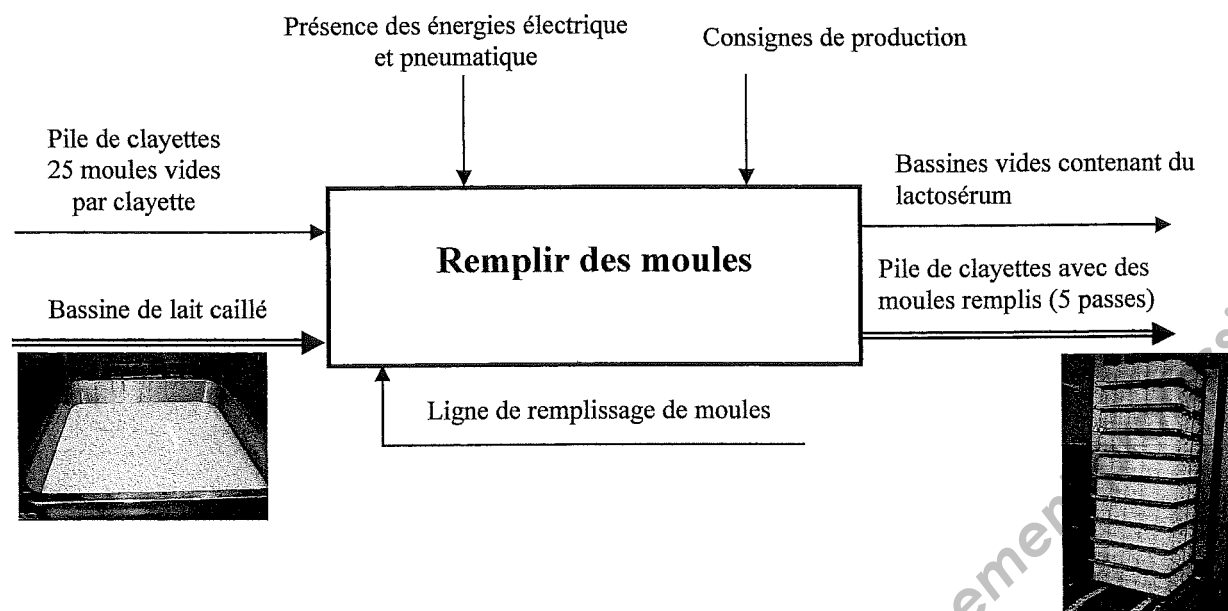 Présence des énergies électrique
et pneumatique
Consignes de production
Pile de clayettes
25 moules vides
par clayette
Bassines vides contenant du
lactosérum
Remplir des moules
Pile de clayettes avec des
moules remplis (5 passes)
Bassine de lait caillé
Ligne de remplissage de moules